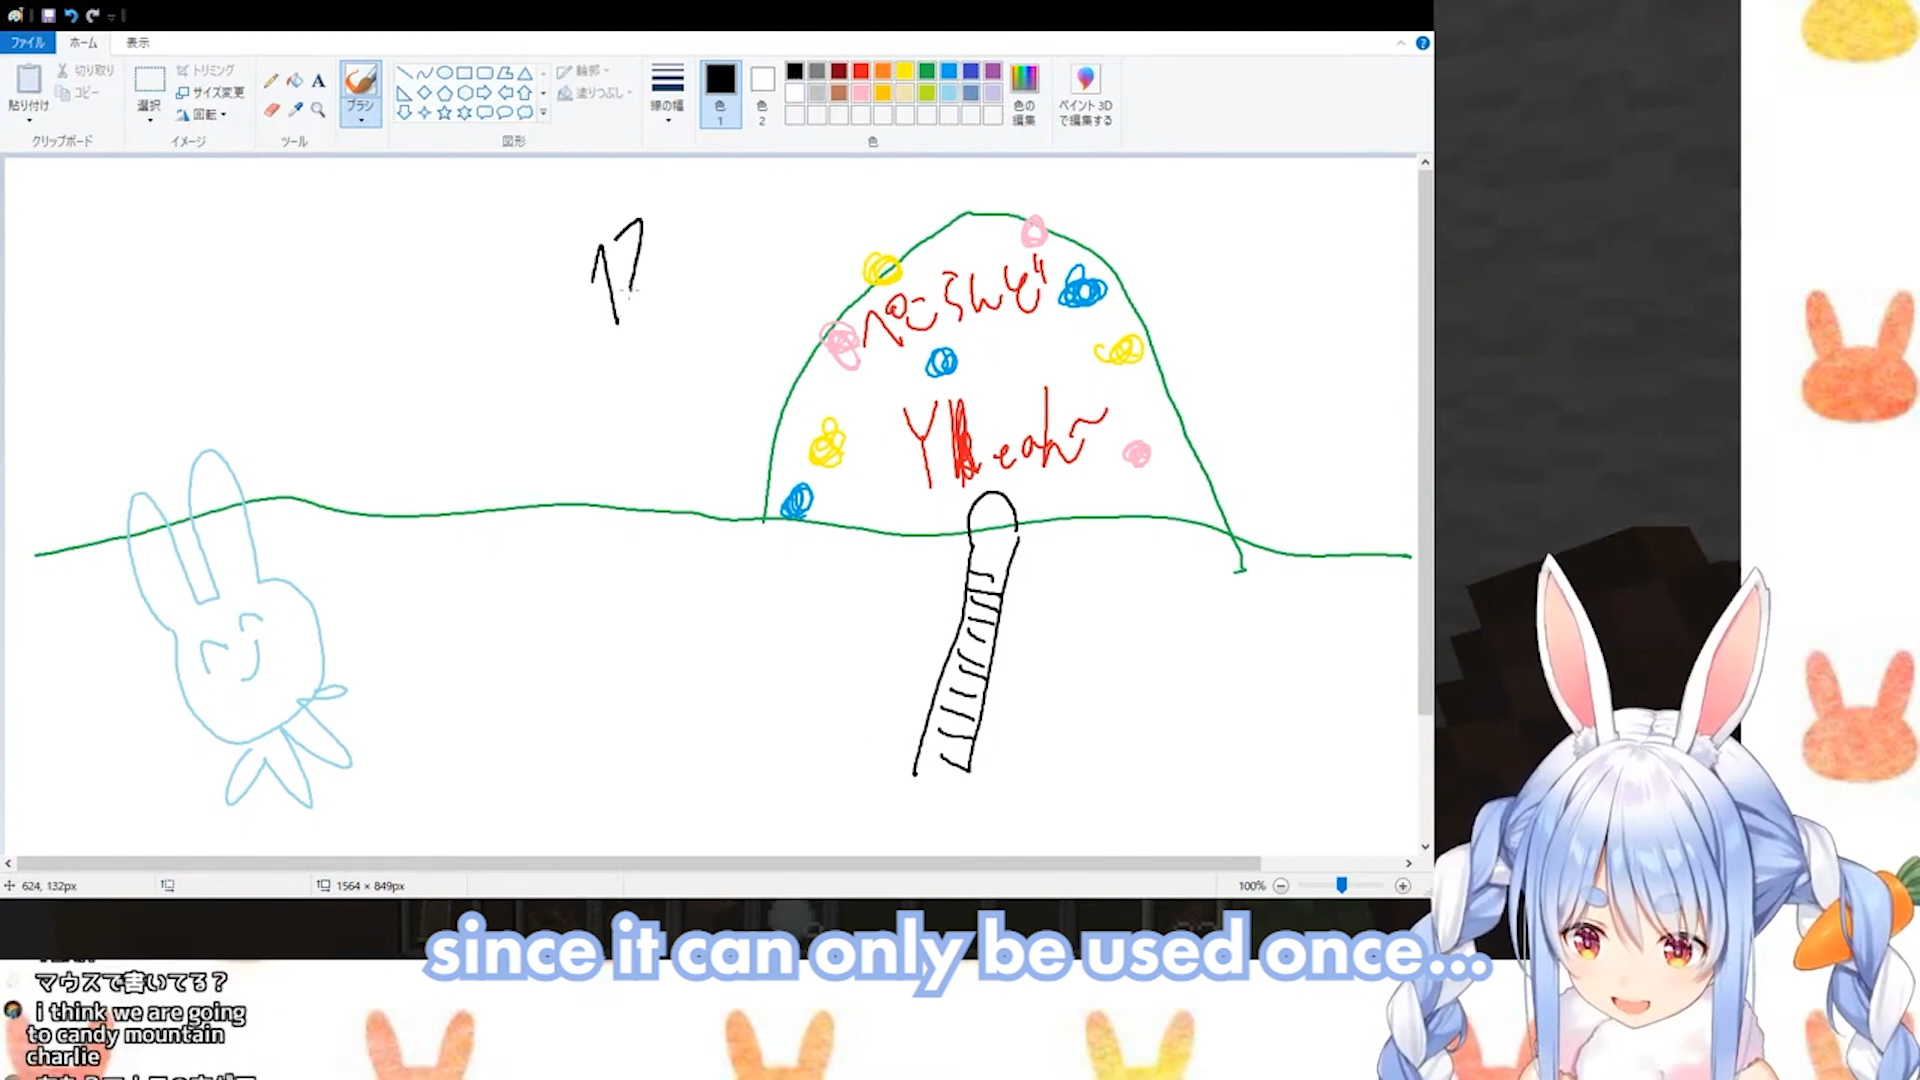 ファイル
ホーム
表示
貼り付け
切り取り
コピー
クリップボード
選択
トリミング
サイズ変更
回転
イメージ
A
ツール
ブラシ
図形
輪郭
塗りつぶし
線の幅
色
1
色
2
色の
編集
色
ペイント 3D
で編集する
ぺこらんど
Yeah~
624, 132px
1564 × 849px
100%
since it can only be used once...
マウスで書いてる？
i think we are going
to candy mountain
charlie